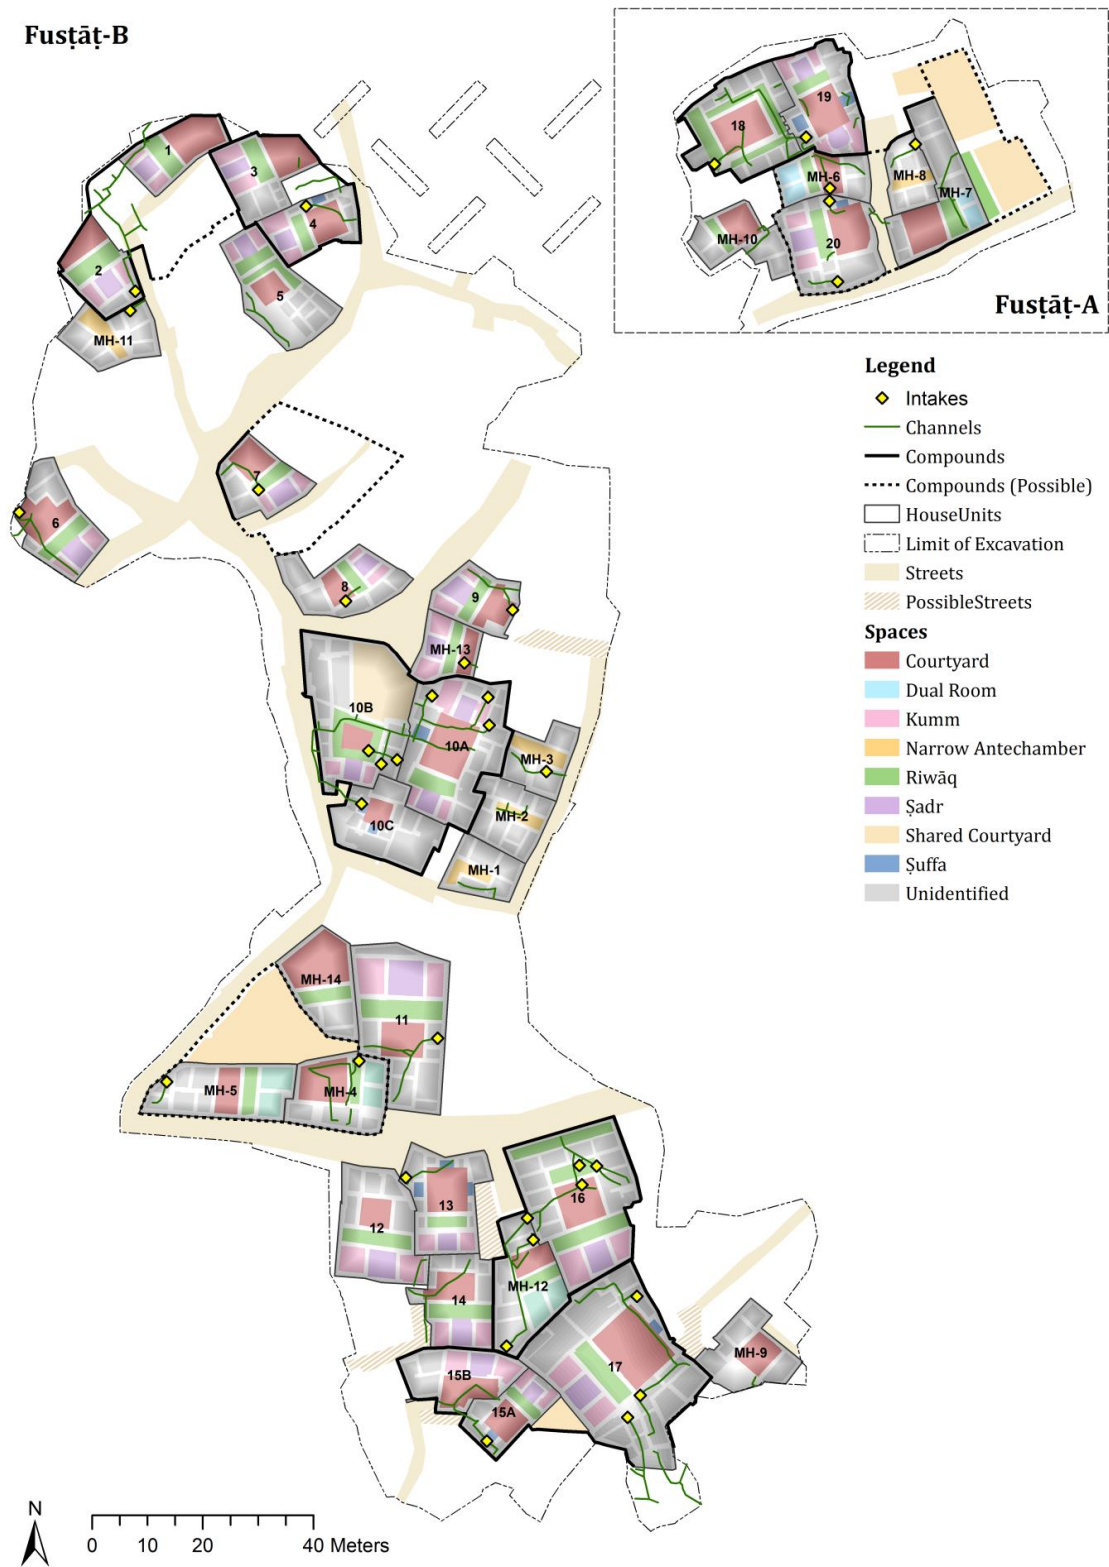 Fusṭāṭ-B
1
3
4
2
5
MH-11
7
6
8
9
MH-13
10B
10A
MH-3
10C
MH-2
MH-1
MH-14
11
MH-5
MH-4
16
13
12
MH-12
14
17
MH-9
15B
15A
19
18
MH-6
MH-8
MH-7
MH-10
20
Fusṭāṭ-A
Legend
Intakes
Channels
Compounds
Compounds (Possible)
HouseUnits
Limit of Excavation
Streets
PossibleStreets
Spaces
Courtyard
Dual Room
Kumm
Narrow Antechamber
Riwāq
Ṣadr
Shared Courtyard
Ṣuffa
Unidentified
N
0 10 20 40 Meters